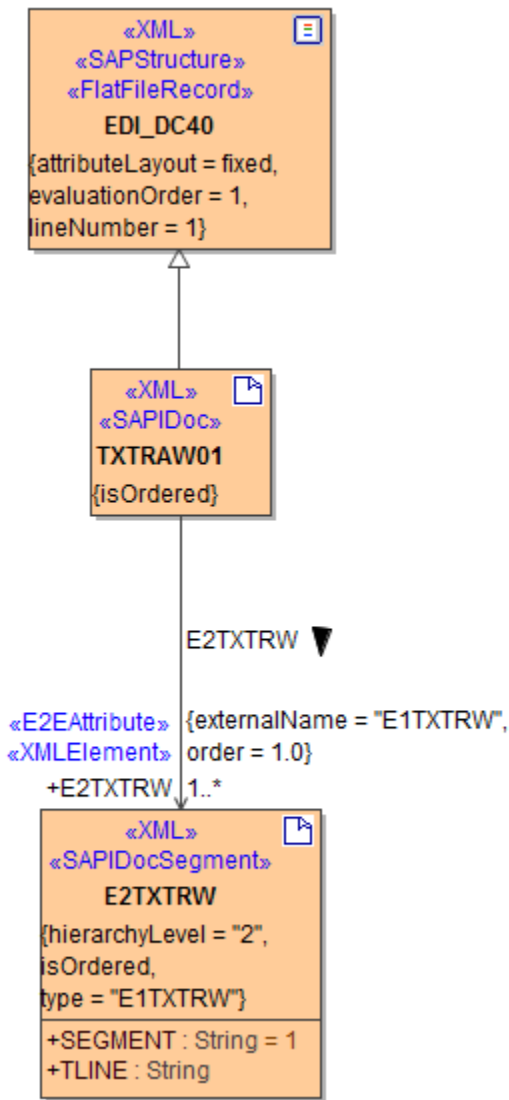 «XML»
«SAPStructure»
«FlatFileRecord»
EDI_DC40
{attributeLayout = fixed,
evaluationOrder = 1,
lineNumber = 1}
«XML»
«SAPIDoc»
TXTRAW01
{isOrdered}
E2TXTRW
«E2EAttribute» {externalName = "E1TXTRW",
«XMLElement» order = 1.0}
+E2TXTRW 1..*
«XML»
«SAPIDocSegment»
E2TXTRW
{hierarchyLevel = "2",
isOrdered,
type = "E1TXTRW"}
+SEGMENT : String = 1
+TLINE : String